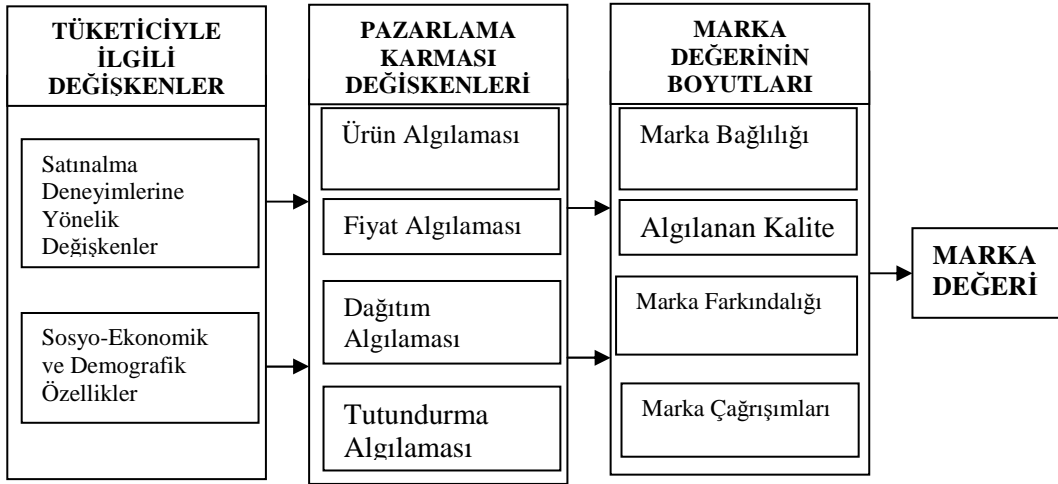 TÜKETİCİYLE
İLGİLİ
DEĞİŞKENLER
Satınalma
Deneyimlerine
Yönelik
Değişkenler
Sosyo-Ekonomik
ve Demografik
Özellikler
PAZARLAMA
KARMASI
DEĞİŞKENLERİ
Ürün Algılaması
Fiyat Algılaması
Dağıtım
Algılaması
Tutundurma
Algılaması
MARKA
DEĞERİNİN
BOYUTLARI
Marka Bağlılığı
Algılanan Kalite
Marka Farkındalığı
Marka Çağrışımları
MARKA
DEĞERİ